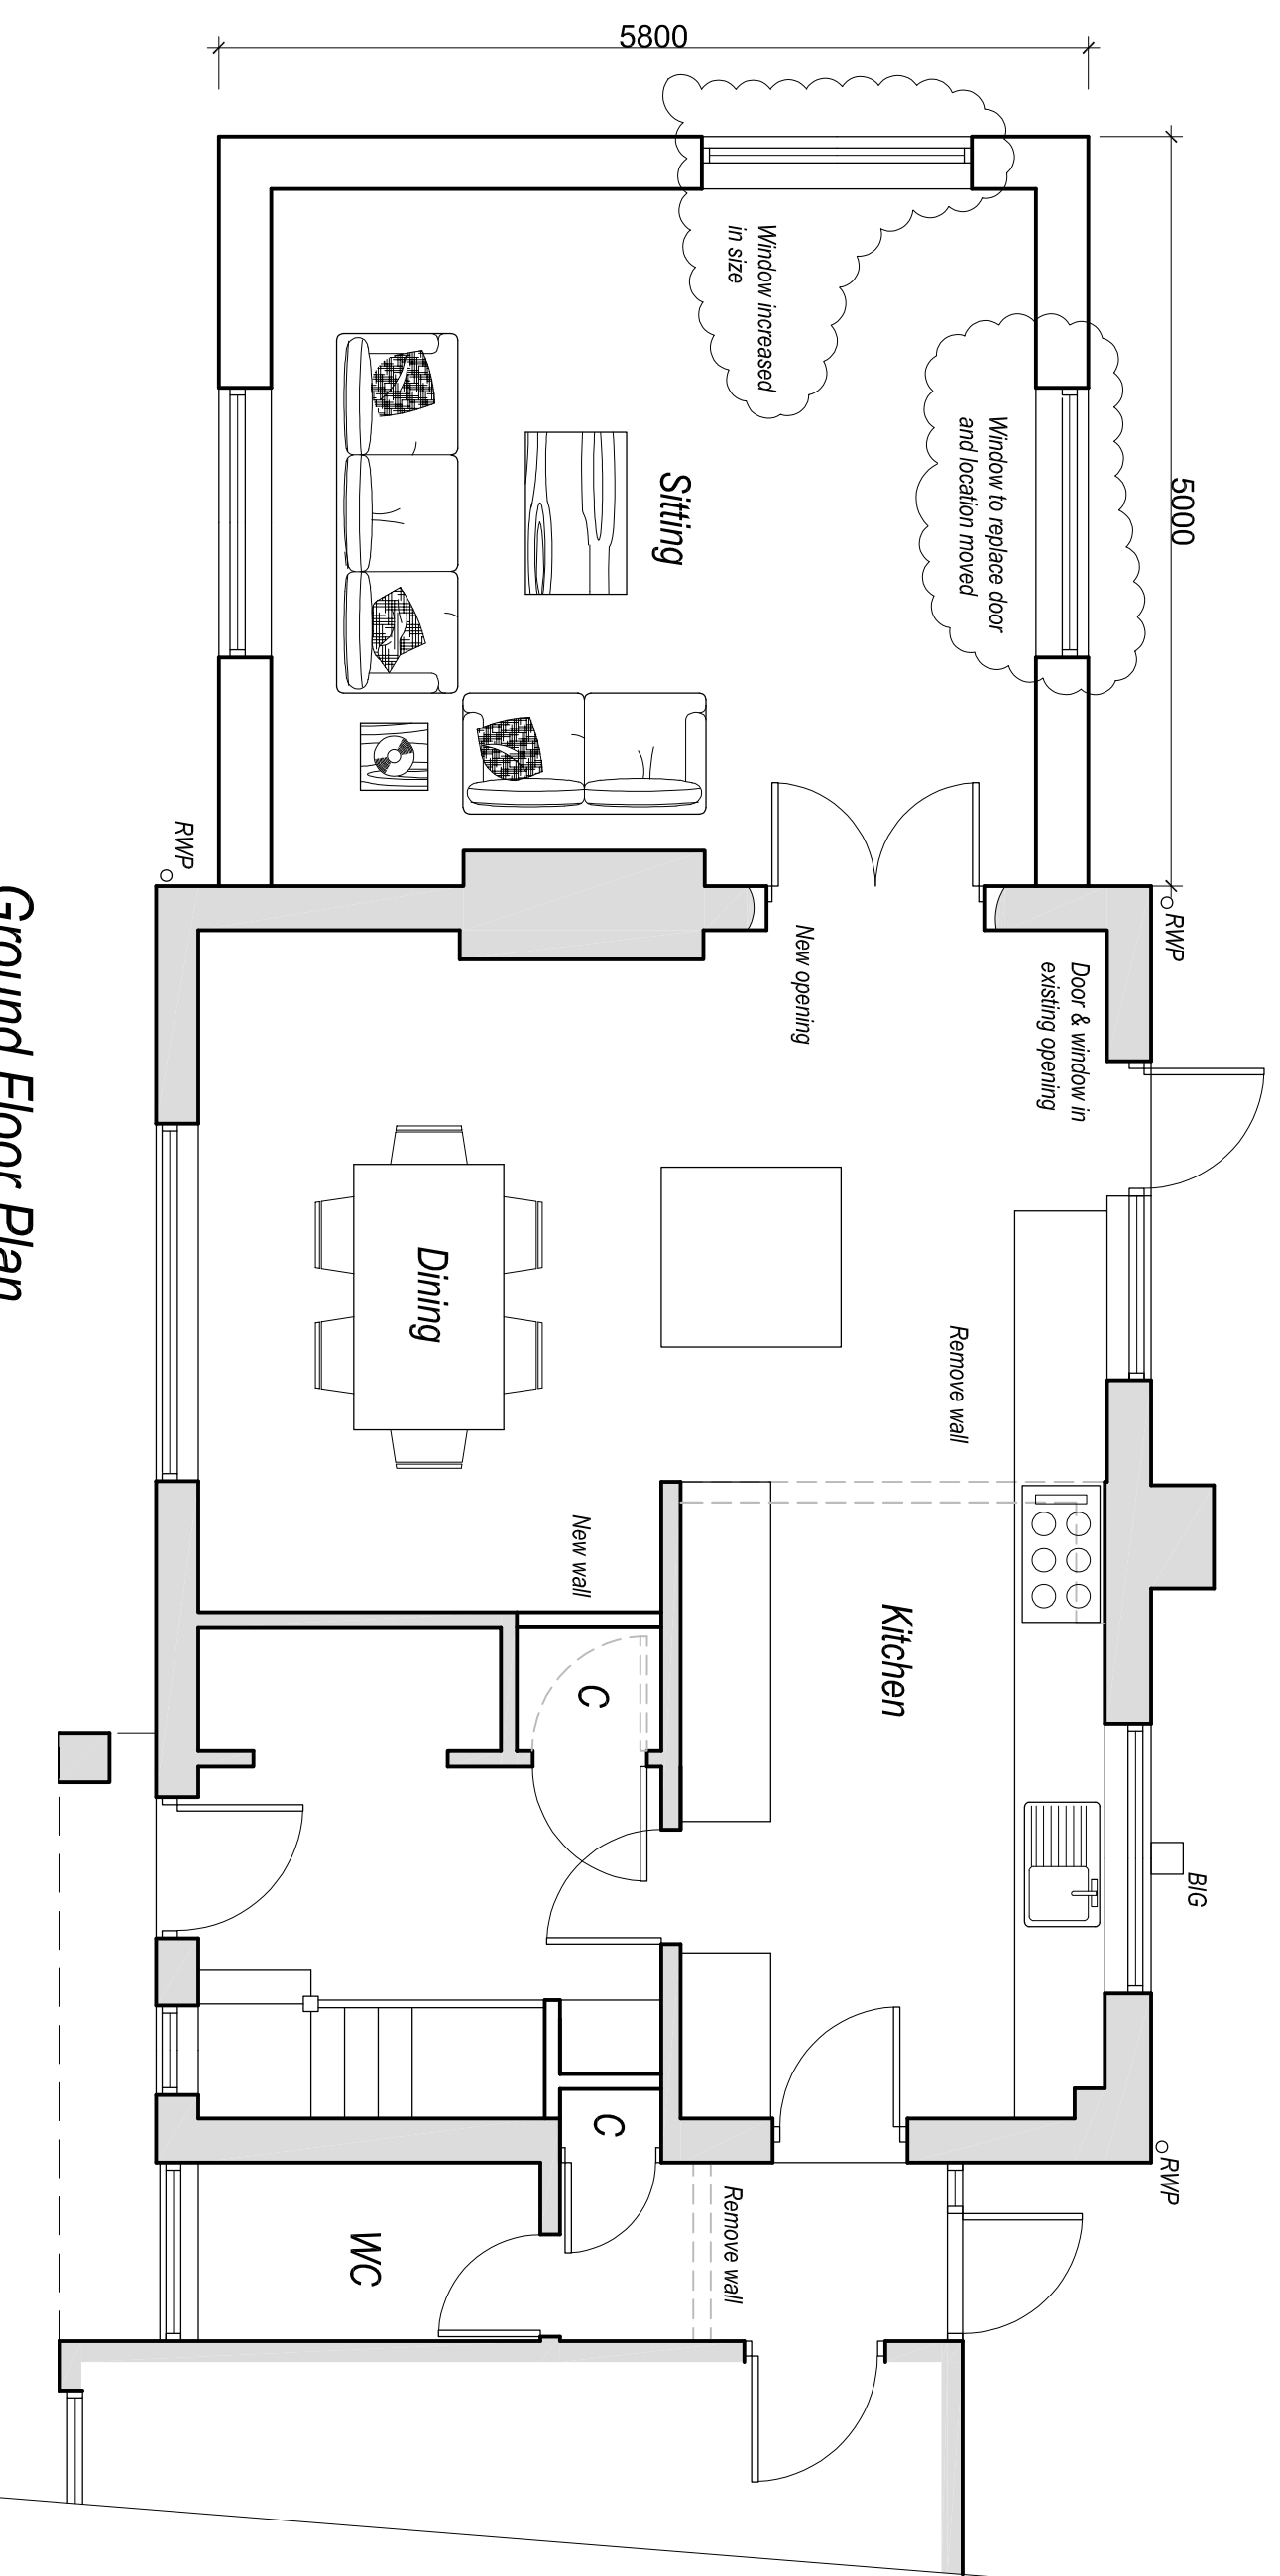 5800
5000
Window increased
in size
Window to replace door
and location moved
Sitting
RWP
RWP
New opening
Door & window in
existing opening
Dining
Remove wall
New wall
Kitchen
C
BIG
C
RWP
WC
Remove wall
Ground Floor Plan